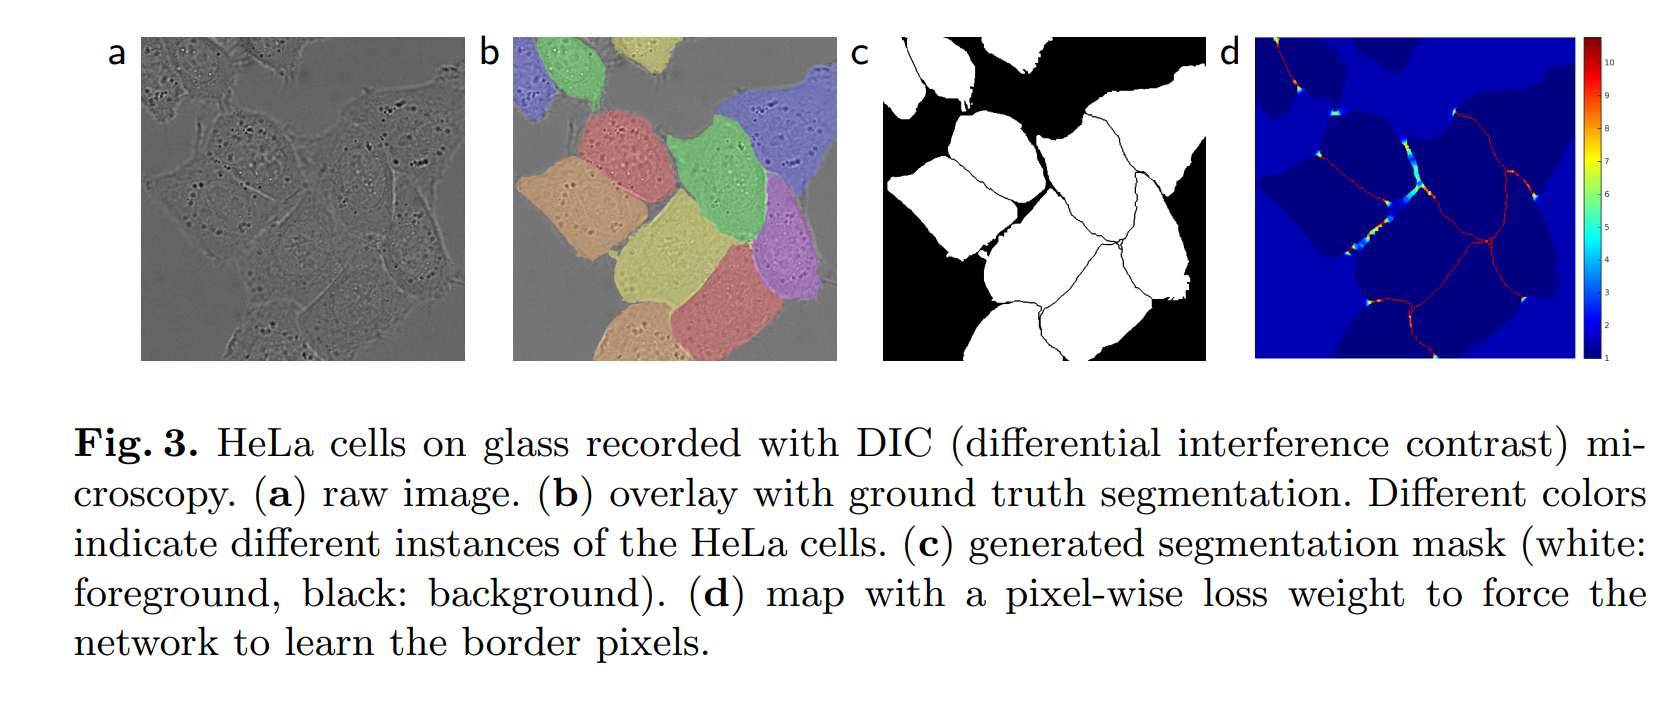 a b c d
10
9
8
7
6
5
4
3
2
1
Fig. 3. HeLa cells on glass recorded with DIC (differential interference contrast) mi-
croscopy. (a) raw image. (b) overlay with ground truth segmentation. Different colors
indicate different instances of the HeLa cells. (c) generated segmentation mask (white:
foreground, black: background). (d) map with a pixel-wise loss weight to force the
network to learn the border pixels.